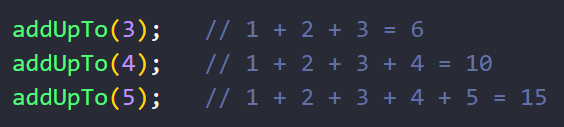 addUpTo(3);   // 1 + 2 + 3 = 6
addUpTo(4);   // 1 + 2 + 3 + 4 = 10
addUpTo(5);   // 1 + 2 + 3 + 4 + 5 = 15